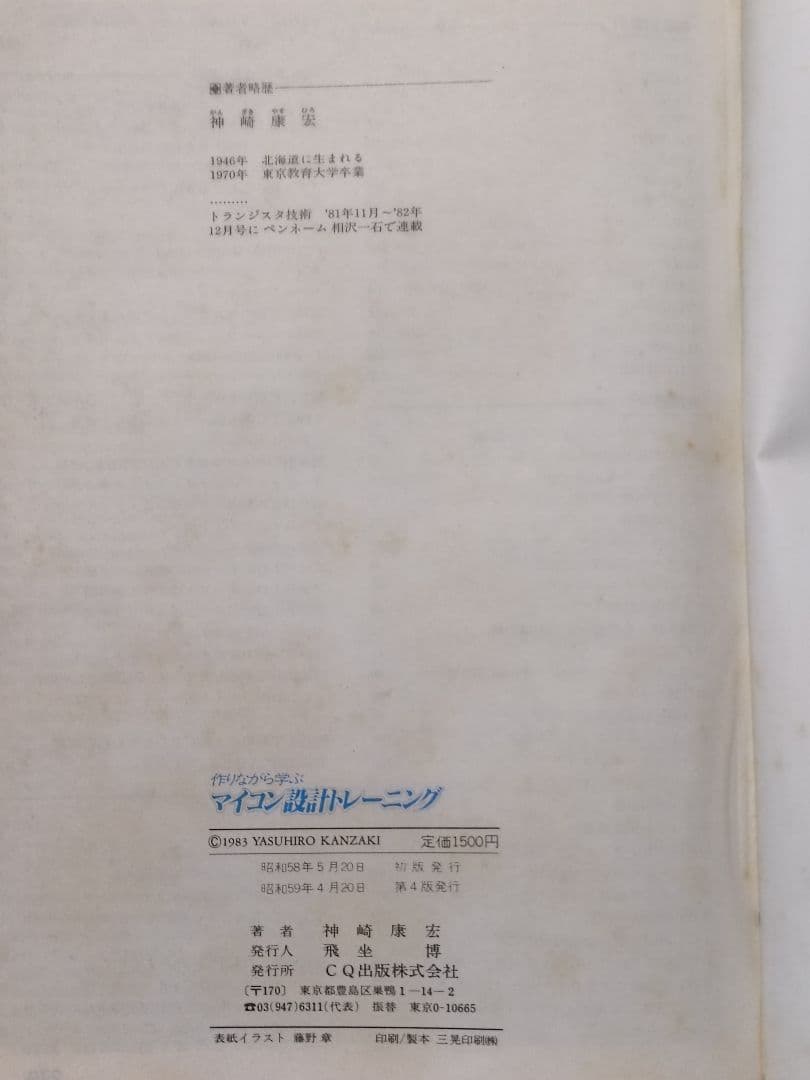 著者略歴
かん ざき やす ひろ
神崎康宏
1946年 北海道に生まれる
1970年 東京教育大学卒業
………
トランジスタ技術 '81年11月〜'82年
12月号に ペンネーム 相沢一石で連載
作りながら学ぶ
マイコン設計トレーニング
©1983 YASUHIRO KANZAKI 定価1500円
昭和58年5月20日 初版発行
昭和59年4月20日 第4版発行
著者 神崎康宏
発行人 飛坐博
発行所 CQ出版株式会社
(〒170) 東京都豊島区巣鴨1-14-2
☎03(947)6311(代表) 振替 東京0-10665
表紙イラスト 藤野 章 印刷/製本 三晃印刷㈱